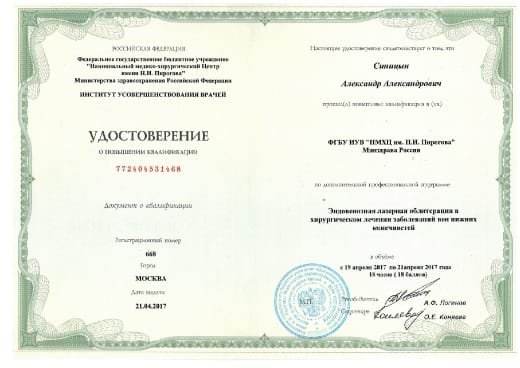 РОССИЙСКАЯ ФЕДЕРАЦИЯ
Федеральное государственное бюджетное учреждение
"Национальный медико-хирургический Центр
имени Н.И. Пирогова"
Министерства здравоохранения Российской Федерации
ИНСТИТУТ УСОВЕРШЕНСТВОВАНИЯ ВРАЧЕЙ
УДОСТОВЕРЕНИЕ
О ПОВЫШЕНИИ КВАЛИФИКАЦИИ
772404531468
Документ о квалификации
Регистрационный номер
668
Город
МОСКВА
Дата выдачи
21.04.2017
Настоящее удостоверение свидетельствует о том, что
Синицын
Александр Александрович
прошел(а) повышение квалификации в (на)
ФГБУ ИУВ "НМХЦ им. Н.И. Пирогова"
Минздрава России
по дополнительной профессиональной программе
Эндовенозная лазерная облитерация в
хирургическом лечении заболеваний вен нижних
конечностей
в объёме
с 19 апреля 2017 по 21апреля 2017 года
18 часов ( 18 баллов)
М.П.
Руководитель
А.Ф. Логинов
Секретарь
О.Е. Коняева